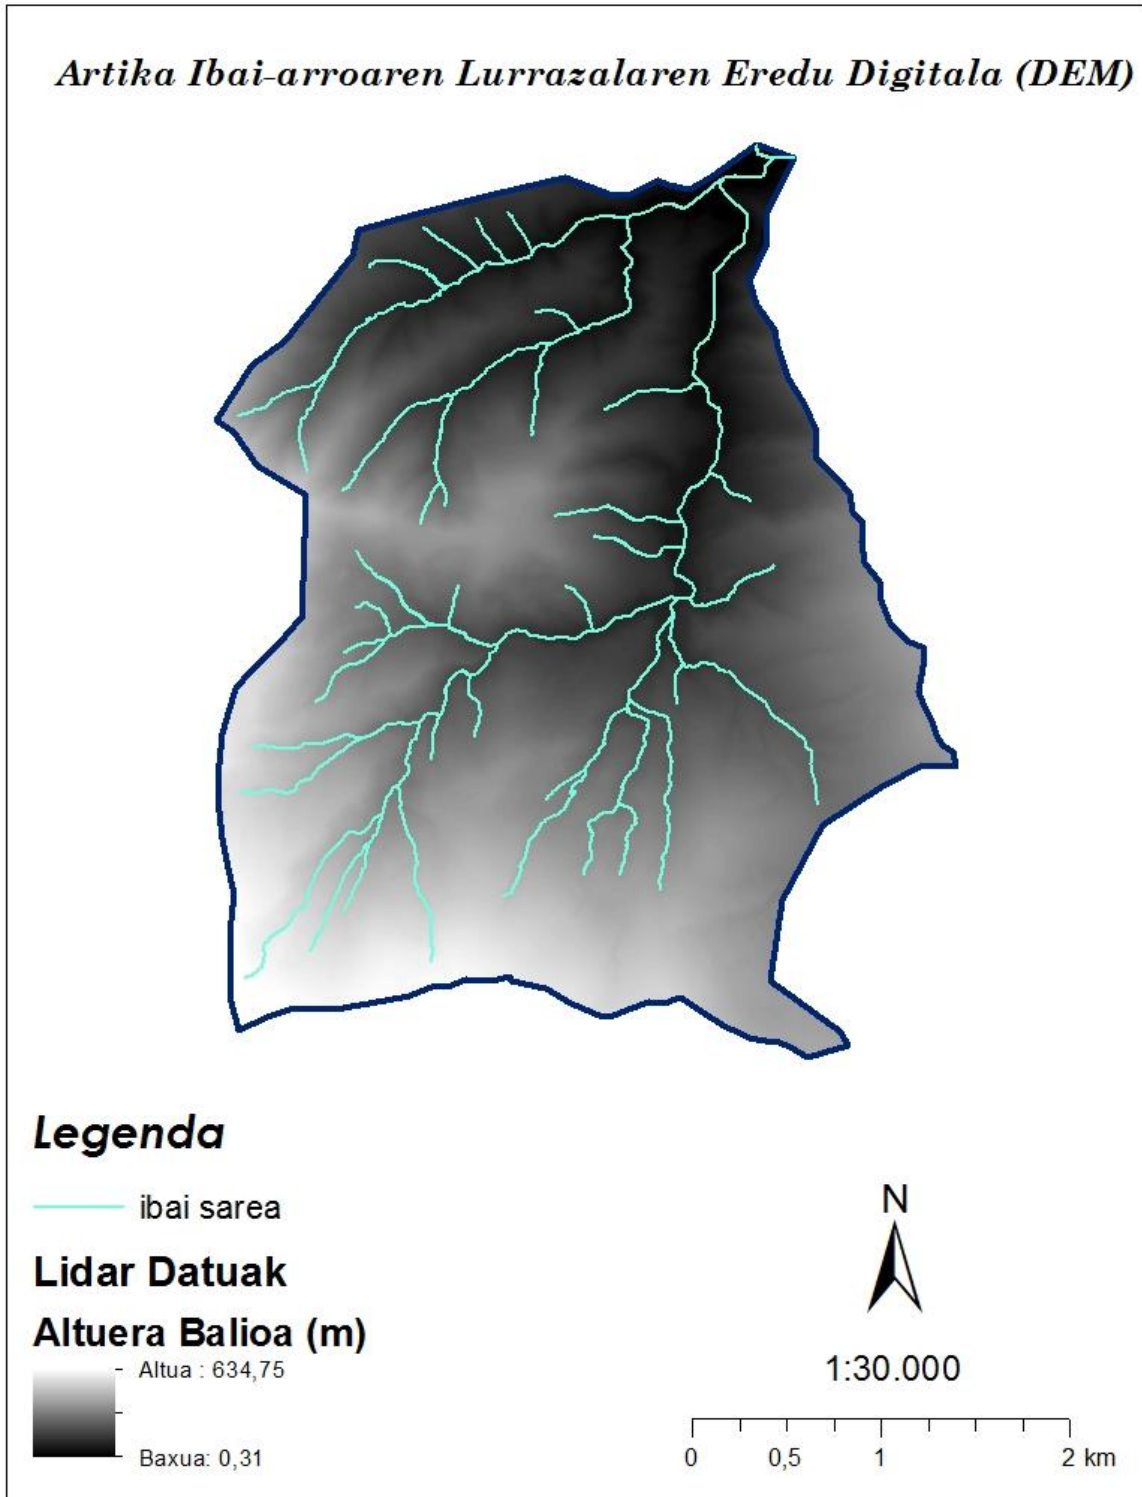 Artika Ibai-arroaren Lurrazalaren Eredu Digitala (DEM)
Legenda
ibai sarea
Lidar Datuak
Altuera Balioa (m)
Altua : 634,75
Baxua: 0,31
N
1:30.000
0 0,5 1 2 km